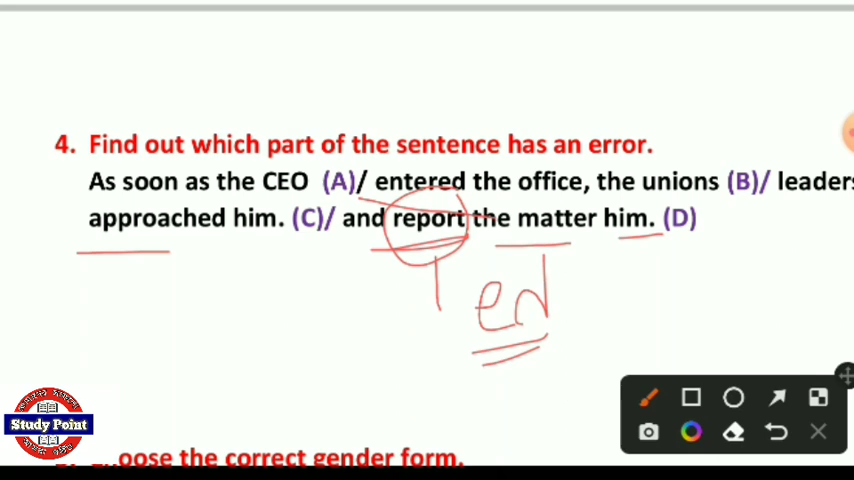 4. Find out which part of the sentence has an error.
As soon as the CEO (A)/ entered the office, the unions (B)/ leaders
approached him. (C)/ and report the matter him. (D)
ed
Study Point
choose the correct gender form.